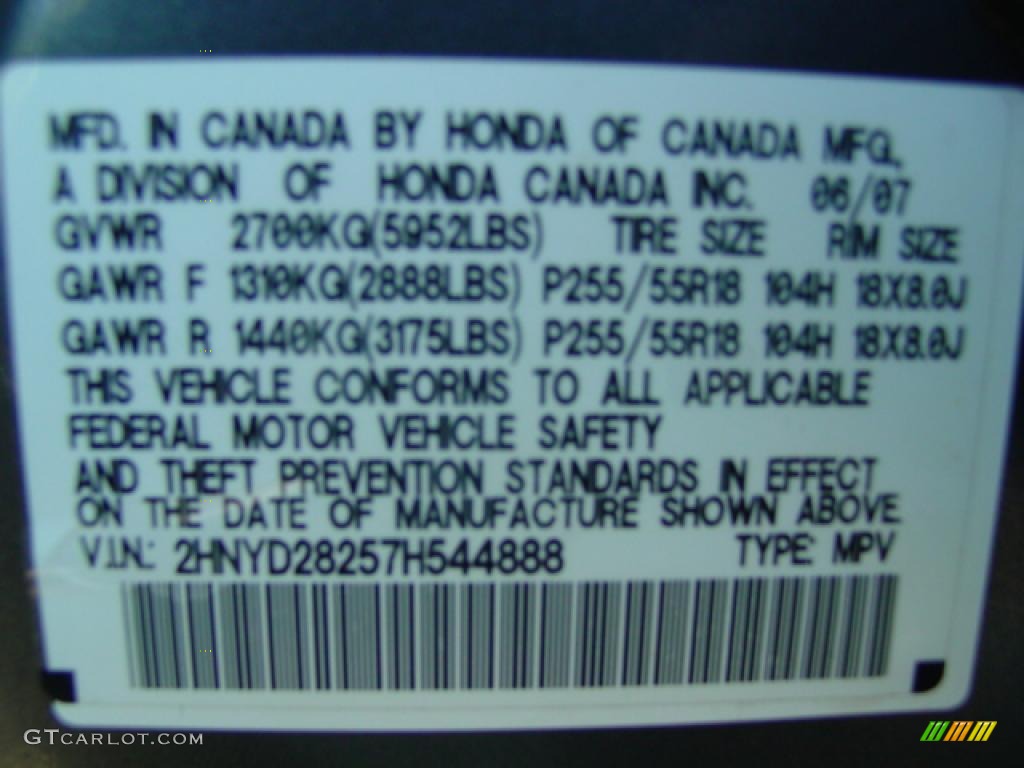 MFD. IN CANADA BY HONDA OF CANADA MFG.,
A DIVISION OF HONDA CANADA INC. 06/07
GVWR 2700KG(5952LBS) TIRE SIZE RIM SIZE
GAWR F 1310KG(2888LBS) P255/55R18 104H 18X8.0J
GAWR R 1440KG(3175LBS) P255/55R18 104H 18X8.0J
THIS VEHICLE CONFORMS TO ALL APPLICABLE
FEDERAL MOTOR VEHICLE SAFETY
AND THEFT PREVENTION STANDARDS IN EFFECT
ON THE DATE OF MANUFACTURE SHOWN ABOVE.
V.I.N.: 2HNYD28257H544888 TYPE: MPV
GTCARLOT.COM